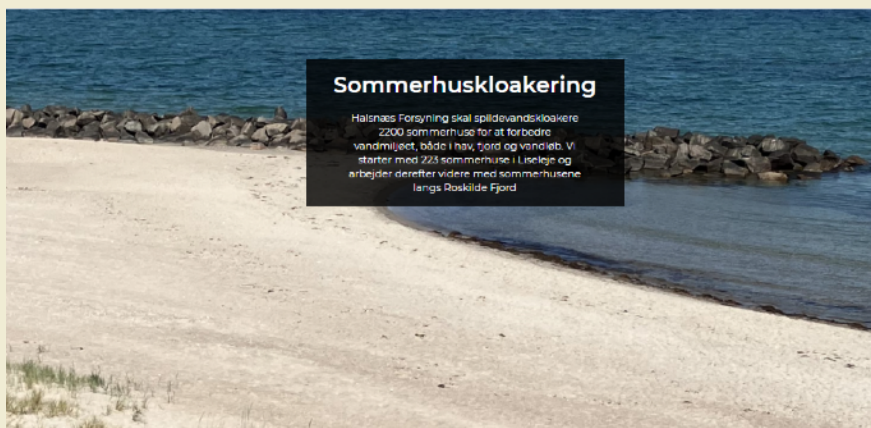 Sommerhuskloakering
Halsnæs Forsyning skal spildevandskloakere
2200 sommerhuse for at forbedre
vandmiljøet, både i hav, fjord og vandløb. Vi
starter med 223 sommerhuse i Liseleje og
arbejder derefter videre med sommerhusene
langs Roskilde Fjord